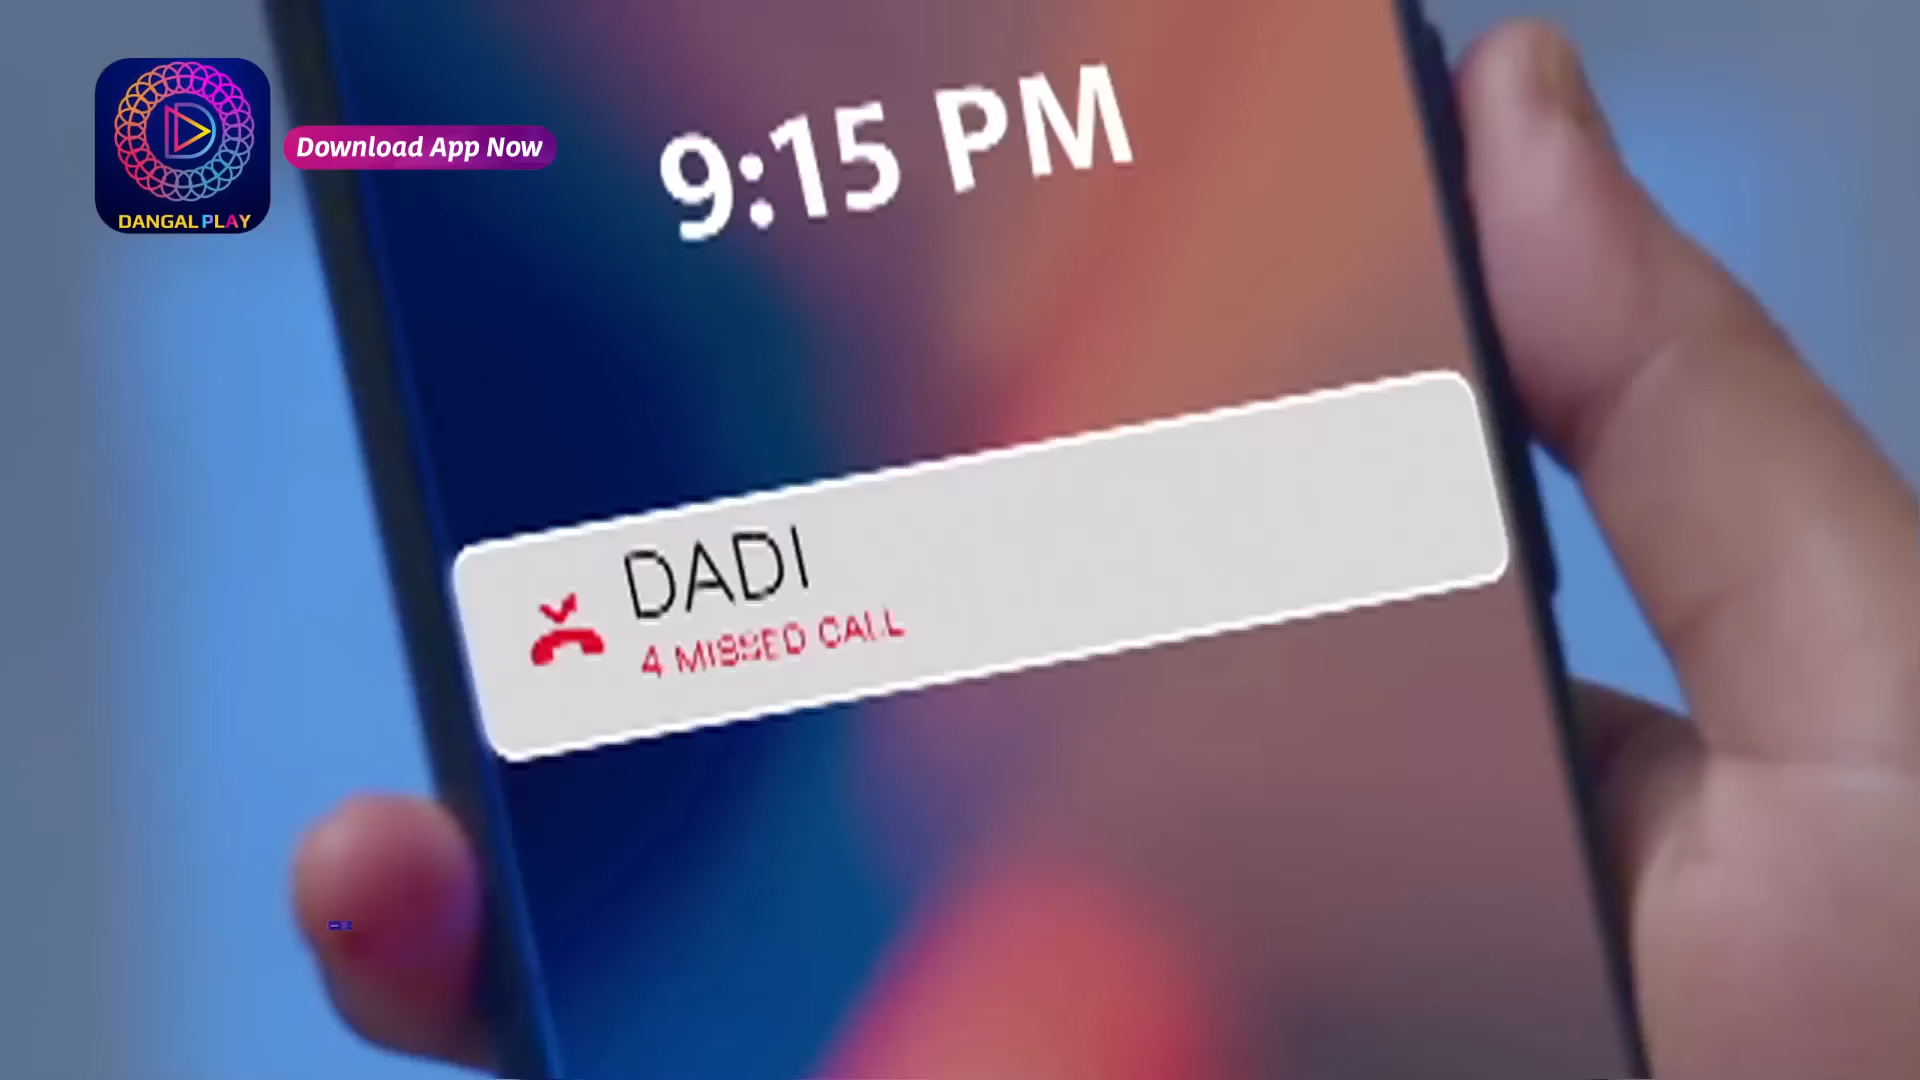 DANGAL PLAY
Download App Now
9:15 PM
DADI
4 MISSED CALL